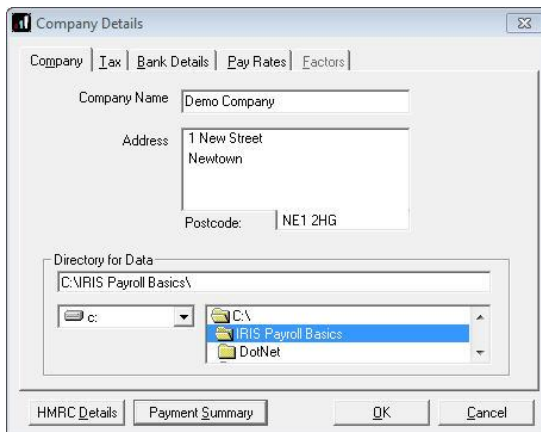 Company Details
Company Tax Bank Details Pay Rates Factors
Company Name Demo Company
Address 1 New Street
Newtown
Postcode: NE1 2HG
Directory for Data
C:\IRIS Payroll Basics\
c: C:\
IRIS Payroll Basics
DotNet
HMRC Details Payment Summary OK Cancel